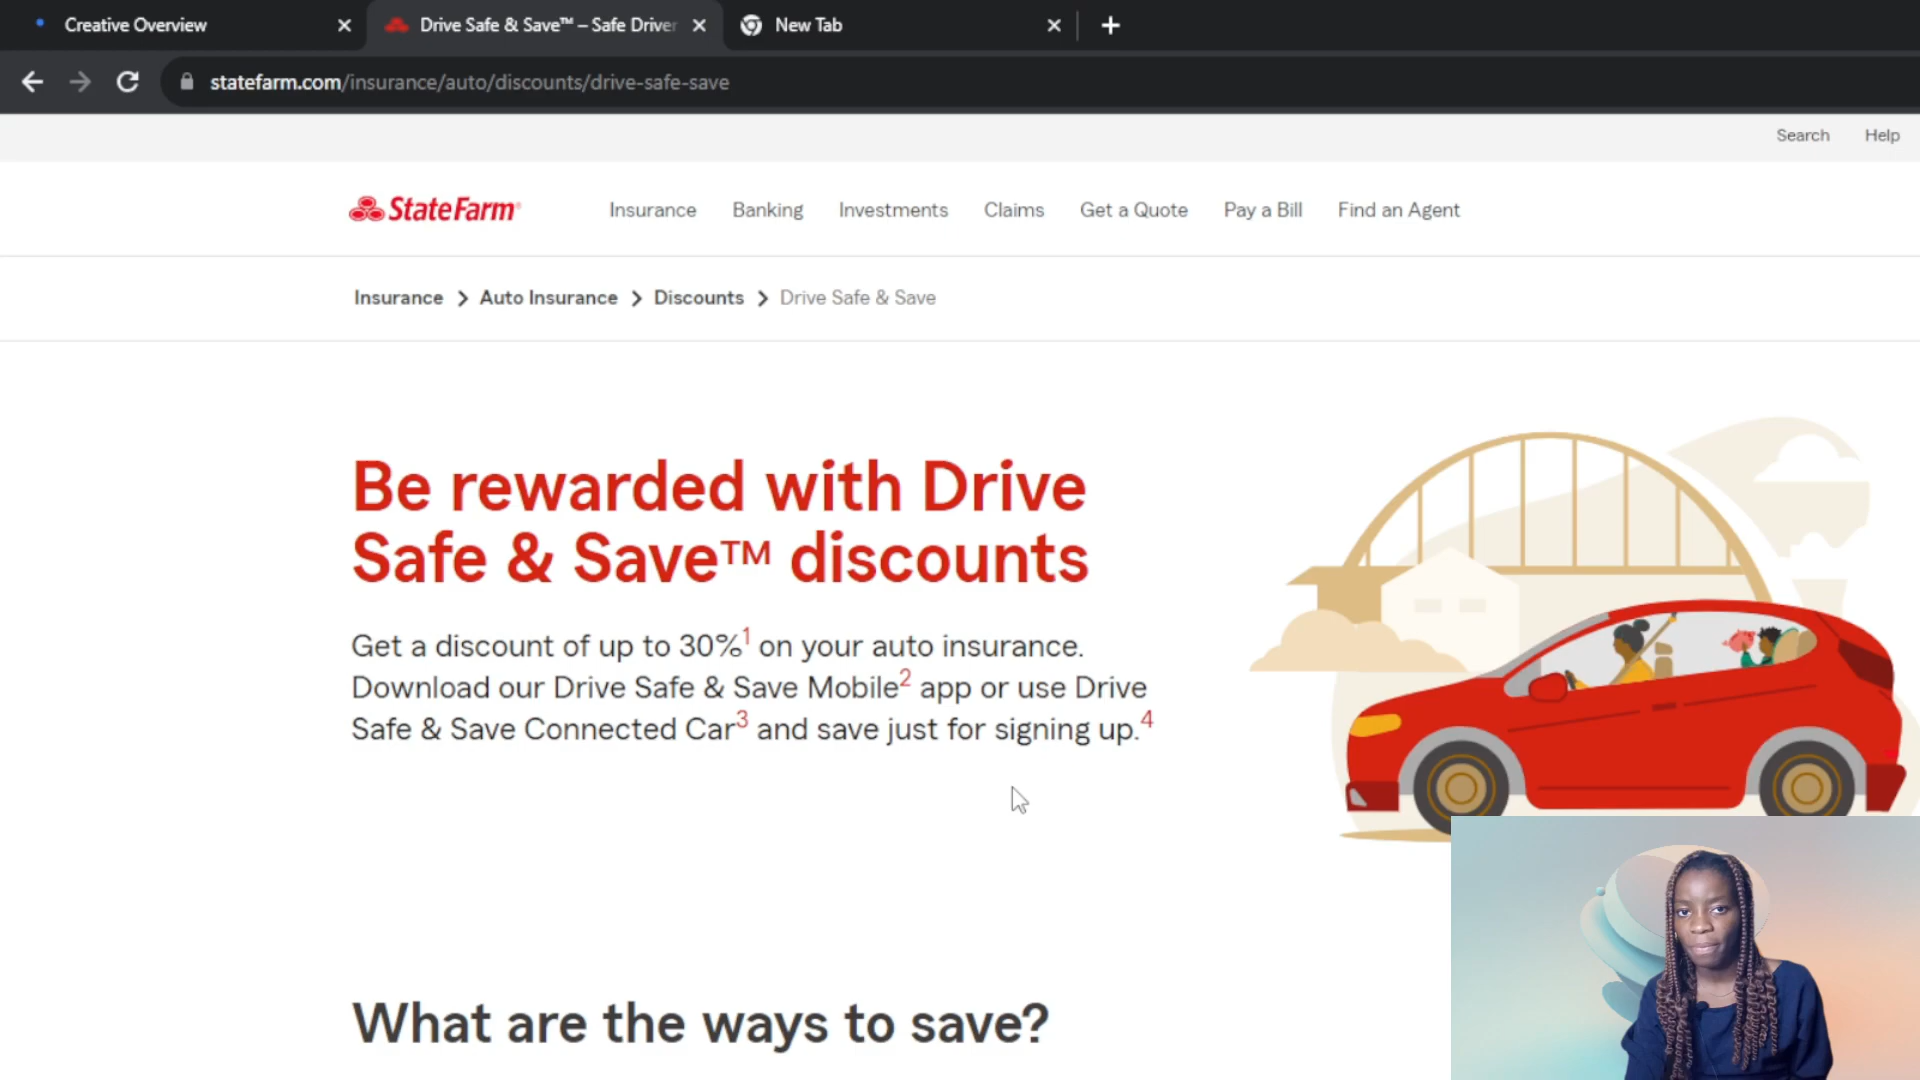 Creative Overview
Drive Safe & Save™ – Safe Driver
New Tab
statefarm.com/insurance/auto/discounts/drive-safe-save
Search Help
StateFarm®
Insurance Banking Investments Claims Get a Quote Pay a Bill Find an Agent
Insurance > Auto Insurance > Discounts > Drive Safe & Save
Be rewarded with Drive
Safe & Save™ discounts
Get a discount of up to 30%1 on your auto insurance.
Download our Drive Safe & Save Mobile2 app or use Drive
Safe & Save Connected Car3 and save just for signing up.4
What are the ways to save?